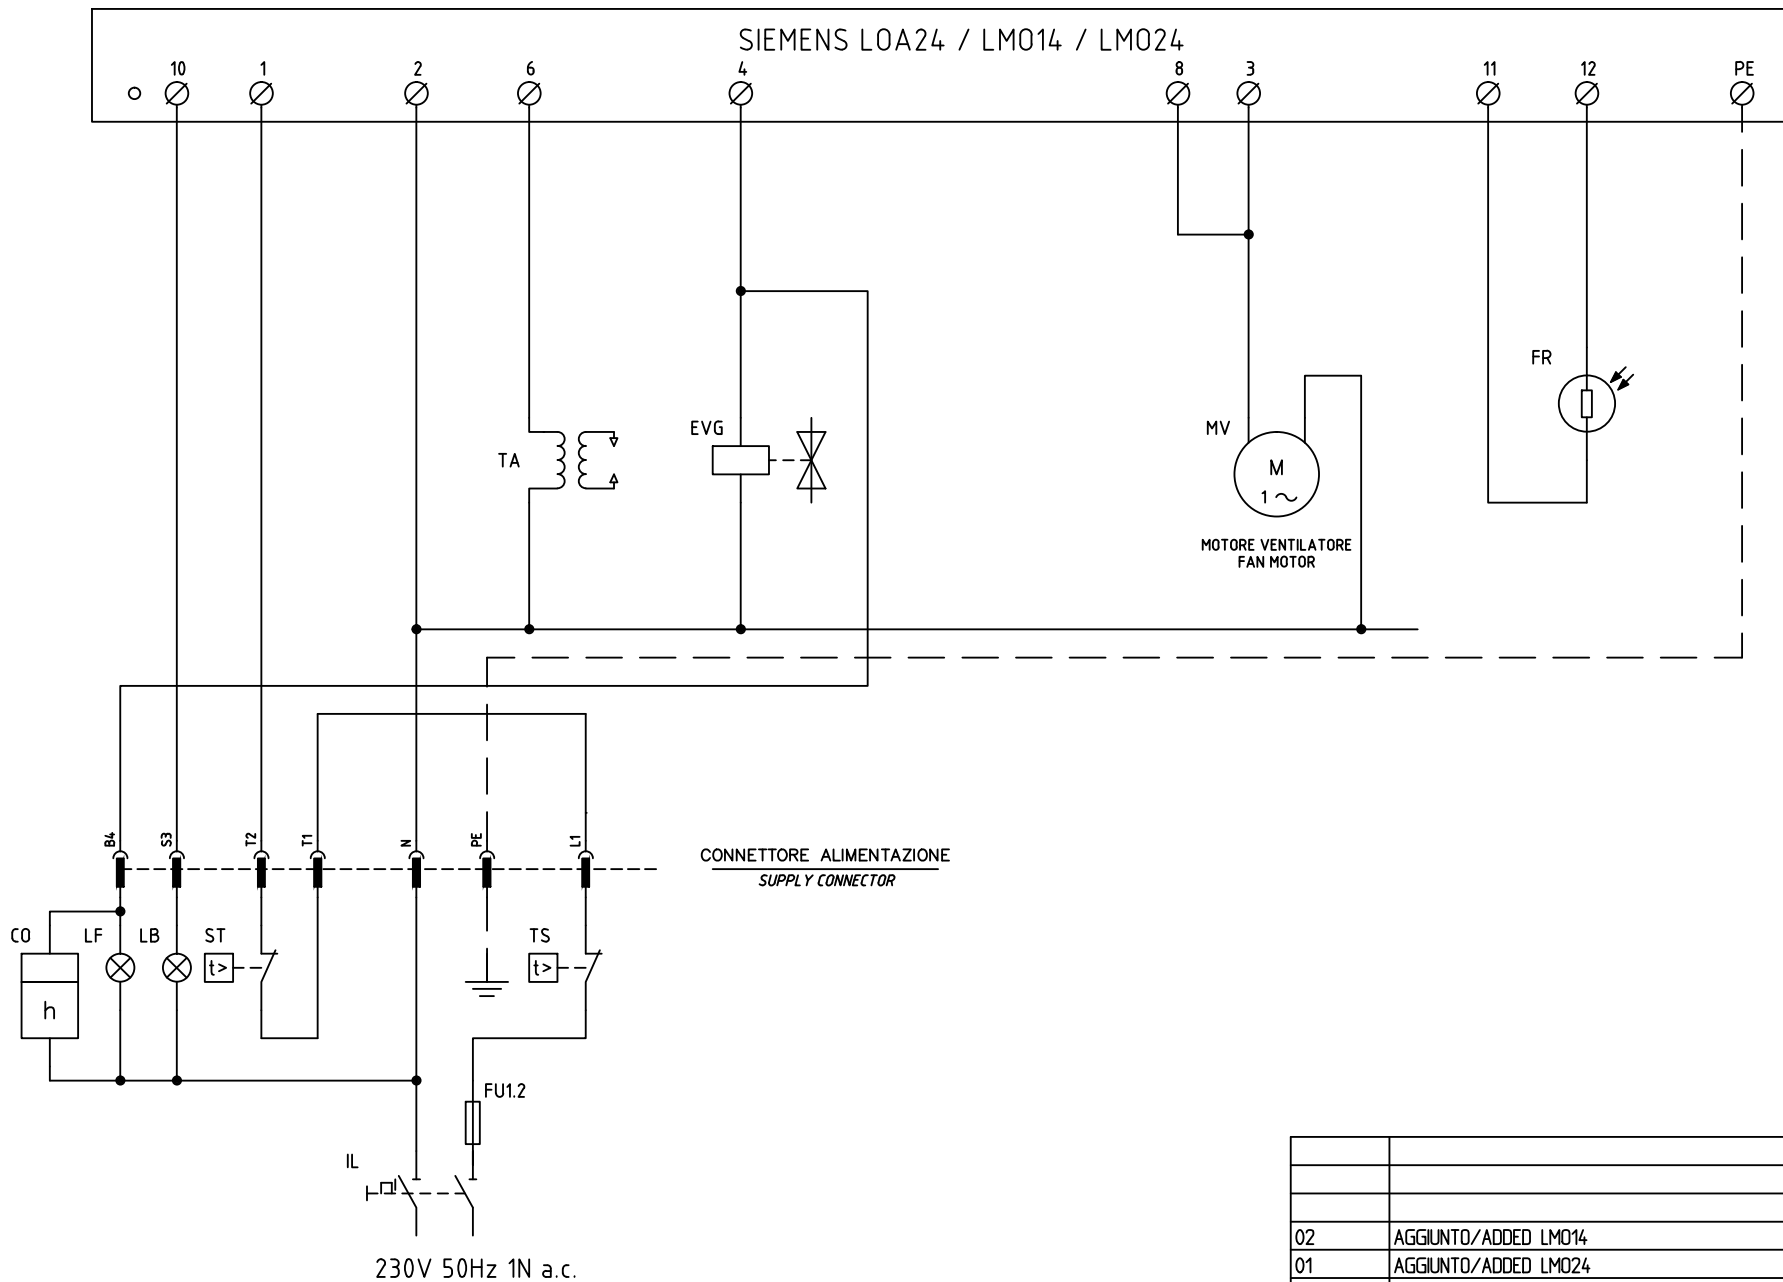 SIEMENS LOA24 / LMO14 / LMO24
10 1 2 6 4 8 3 11 12 PE
FR
EVG
MV
TA
M
1~
MOTORE VENTILATORE
FAN MOTOR
B4 S3 T2 T1 N PE L1
CONNETTORE ALIMENTAZIONE
SUPPLY CONNECTOR
CO LF LB ST TS
t> t>
h
FU1.2
IL
230V 50Hz 1N a.c.
02 AGGIUNTO/ADDED LMO14
01 AGGIUNTO/ADDED LMO24